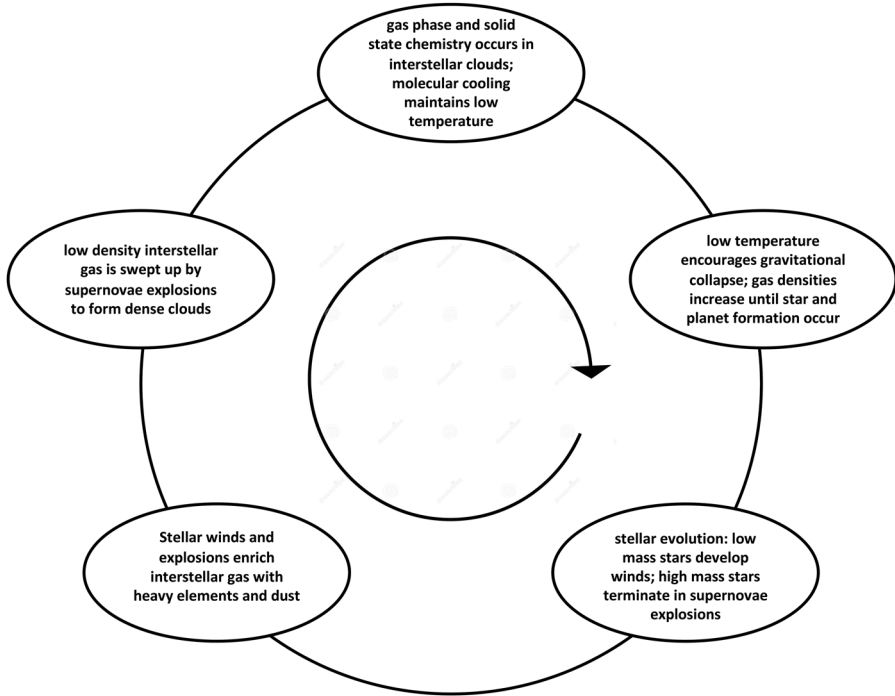 gas phase and solid
state chemistry occurs in
interstellar clouds;
molecular cooling
maintains low
temperature
low temperature
encourages gravitational
collapse; gas densities
increase until star and
planet formation occur
stellar evolution: low
mass stars develop
winds; high mass stars
terminate in supernovae
explosions
Stellar winds and
explosions enrich
interstellar gas with
heavy elements and dust
low density interstellar
gas is swept up by
supernovae explosions
to form dense clouds